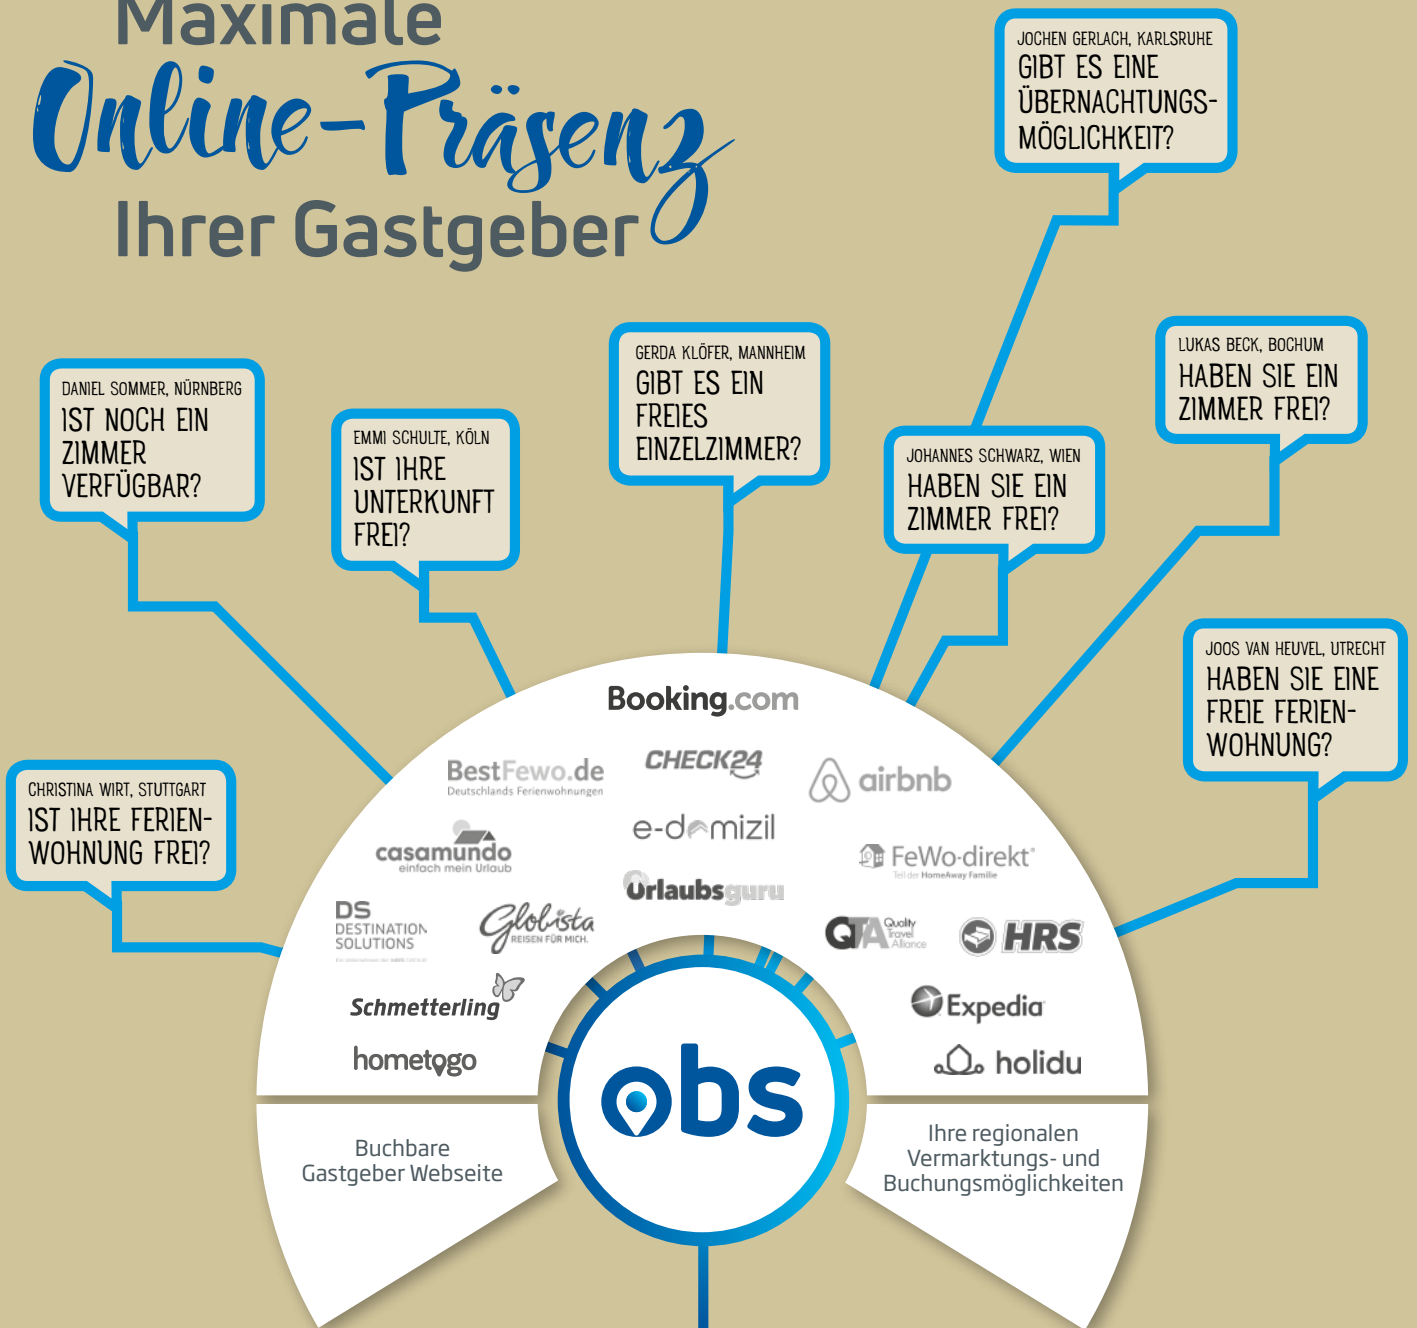 Maximale
Online-Präsenz
Ihrer Gastgeber
JOCHEN GERLACH, KARLSRUHE
GIBT ES EINE
ÜBERNACHTUNGS-
MÖGLICHKEIT?
GERDA KLÖFER, MANNHEIM
GIBT ES EIN
FREIES
EINZELZIMMER?
LUKAS BECK, BOCHUM
HABEN SIE EIN
ZIMMER FREI?
DANIEL SOMMER, NÜRNBERG
IST NOCH EIN
ZIMMER
VERFÜGBAR?
EMMI SCHULTE, KÖLN
IST IHRE
UNTERKUNFT
FREI?
JOHANNES SCHWARZ, WIEN
HABEN SIE EIN
ZIMMER FREI?
JOOS VAN HEUVEL, UTRECHT
HABEN SIE EINE
FREIE FERIEN-
WOHNUNG?
CHRISTINA WIRT, STUTTGART
IST IHRE FERIEN-
WOHNUNG FREI?
Booking.com
BestFewo.de
Deutschlands Ferienwohnungen
CHECK24
airbnb
casamundo
einfach mein Urlaub
e-domizil
FeWo-direkt
Teil der HomeAway Familie
Urlaubsguru
DS
DESTINATION
SOLUTIONS
Globista
REISEN FÜR MICH.
QTA Quality
Travel
Alliance
HRS
Schmetterling
Expedia
hometogo
holidu
obs
Buchbare
Gastgeber Webseite
Ihre regionalen
Vermarktungs- und
Buchungsmöglichkeiten